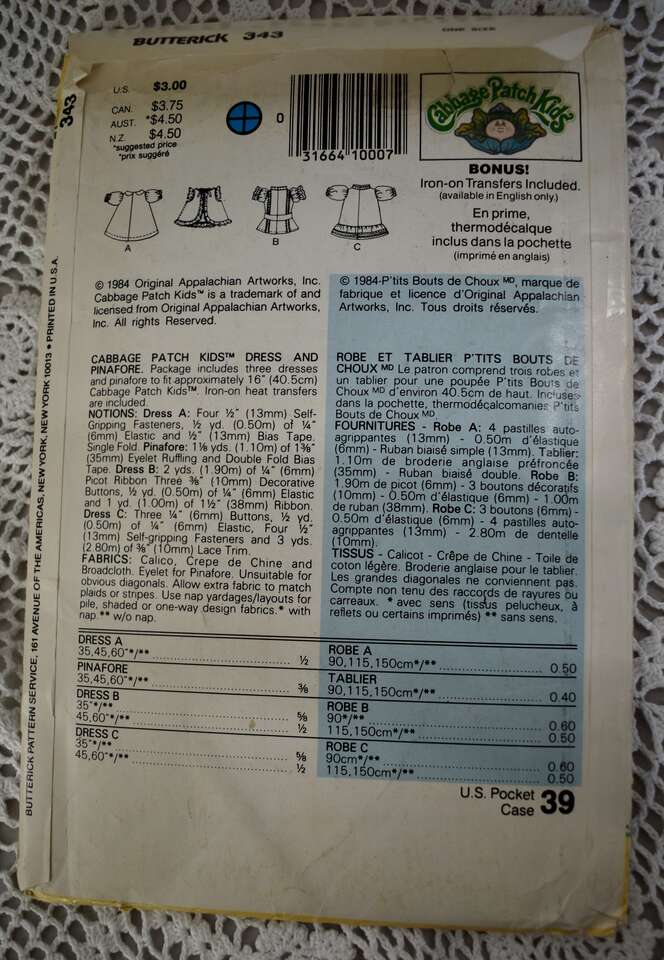 BUTTERICK 343
ONE SIZE
343
U.S. $3.00
CAN. $3.75
AUST. *$4.50
N.Z. $4.50
*suggested price
*prix suggéré
0
31664 10007
Cabbage Patch Kids™
BONUS!
Iron-on Transfers Included.
(available in English only.)
En prime,
thermodécalque
inclus dans la pochette
(imprimé en anglais)
A
B
C
© 1984 Original Appalachian Artworks, Inc.
Cabbage Patch Kids™ is a trademark of and
licensed from Original Appalachian Artworks,
Inc. All rights Reserved.
CABBAGE PATCH KIDS™ DRESS AND
PINAFORE. Package includes three dresses
and pinafore to fit approximately 16" (40.5cm)
Cabbage Patch Kids™. Iron-on heat transfers
are included.
NOTIONS: Dress A: Four ½" (13mm) Self-
Gripping Fasteners, ½ yd. (0.50m) of ¼"
(6mm) Elastic and ½" (13mm) Bias Tape.
Single Fold. Pinafore: 1⅛ yds. (1.10m) of 1⅜"
(35mm) Eyelet Ruffling and Double Fold Bias
Tape. Dress B: 2 yds. (1.90m) of ¼" (6mm)
Picot Ribbon Three ⅜" (10mm) Decorative
Buttons, ½ yd. (0.50m) of ¼" (6mm) Elastic
and 1 yd. (1.00m) of 1½" (38mm) Ribbon.
Dress C: Three ¼" (6mm) Buttons, ½ yd.
(0.50m) of ¼" (6mm) Elastic, Four ½"
(13mm) Self-gripping Fasteners and 3 yds.
(2.80m) of ⅜" (10mm) Lace Trim.
FABRICS: Calico, Crepe de Chine and
Broadcloth. Eyelet for Pinafore. Unsuitable for
obvious diagonals. Allow extra fabric to match
plaids or stripes. Use nap yardages/layouts for
pile, shaded or one-way design fabrics.* with
nap.** w/o nap.
© 1984-P'tits Bouts de Choux MD, marque de
fabrique et licence d'Original Appalachian
Artworks, Inc. Tous droits réservés.
ROBE ET TABLIER P'TITS BOUTS DE
CHOUX MD Le patron comprend trois robes et
un tablier pour une poupée P'tits Bouts de
Choux MD d'environ 40.5cm de haut. Incluses
dans la pochette, thermodécalcomanies P'tits
Bouts de Choux MD.
FOURNITURES - Robe A: 4 pastilles auto-
agrippantes (13mm) - 0.50m d'élastique
(6mm) - Ruban biaisé simple (13mm). Tablier:
1.10m de broderie anglaise préfroncée
(35mm) - Ruban biaisé double. Robe B:
1.90m de picot (6mm) - 3 boutons décoratifs
(10mm) - 0.50m d'élastique (6mm) - 1.00m
de ruban (38mm). Robe C: 3 boutons (6mm) -
0.50m d'élastique (6mm) - 4 pastilles auto-
agrippantes (13mm) - 2.80m de dentelle
(10mm).
TISSUS - Calicot - Crêpe de Chine - Toile de
coton légère. Broderie anglaise pour le tablier.
Les grandes diagonales ne conviennent pas.
Compte non tenu des raccords de rayures ou
carreaux. * avec sens (tissus pelucheux, à
reflets ou certains imprimés) ** sans sens.
DRESS A
35,45,60"*/** ½
PINAFORE
35,45,60"*/** ⅜
DRESS B
35"*/** ⅝
45,60"*/** ½
DRESS C
35"*/** ⅝
45,60"*/** ½
ROBE A
90,115,150cm*/** 0.50
TABLIER
90,115,150cm*/** 0.40
ROBE B
90*/** 0.60
115,150cm*/** 0.50
ROBE C
90cm*/** 0.60
115,150cm*/** 0.50
U.S. Pocket
Case 39
BUTTERICK PATTERN SERVICE, 161 AVENUE OF THE AMERICAS, NEW YORK, NEW YORK 10013 • PRINTED IN U.S.A.